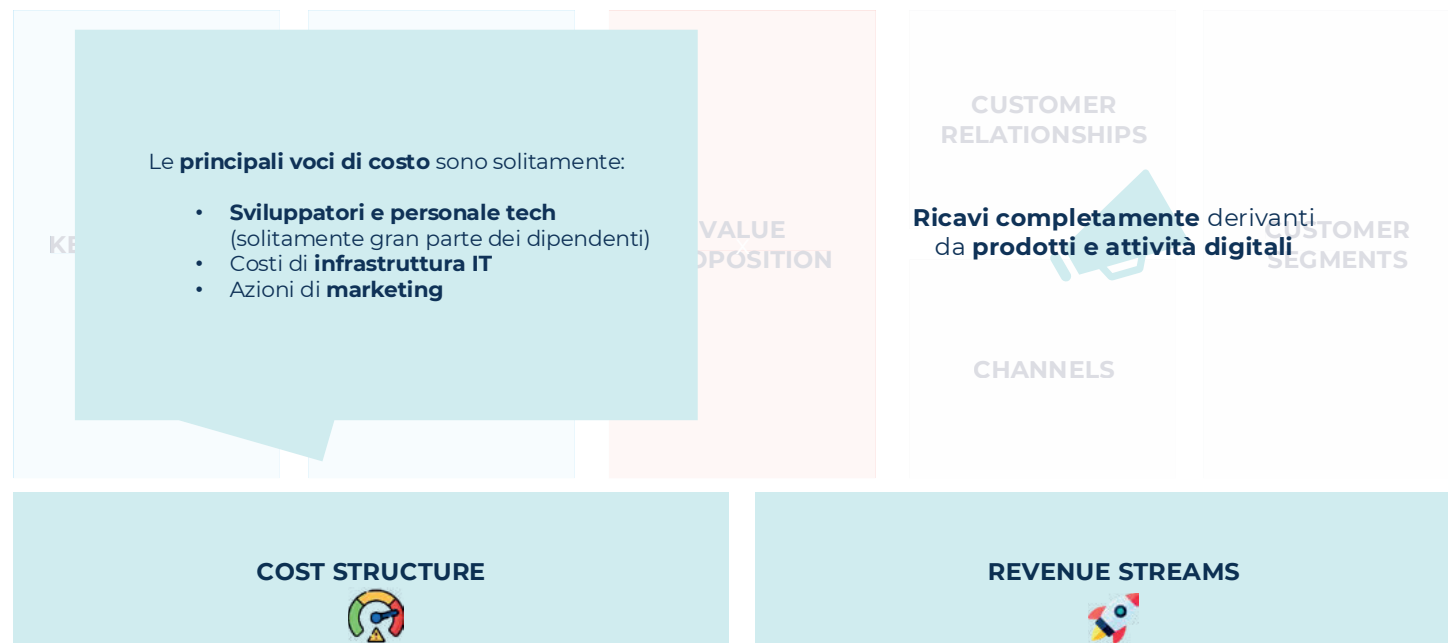 Le principali voci di costo sono solitamente:
• Sviluppatori e personale tech
(solitamente gran parte dei dipendenti)
• Costi di infrastruttura IT
• Azioni di marketing
VALUE
CUSTOMER
RELATIONSHIPS
Ricavi completamente derivanti
da prodotti e attività digitali
CUSTOMER
SEGMENTS
CHANNELS
COST STRUCTURE
REVENUE STREAMS